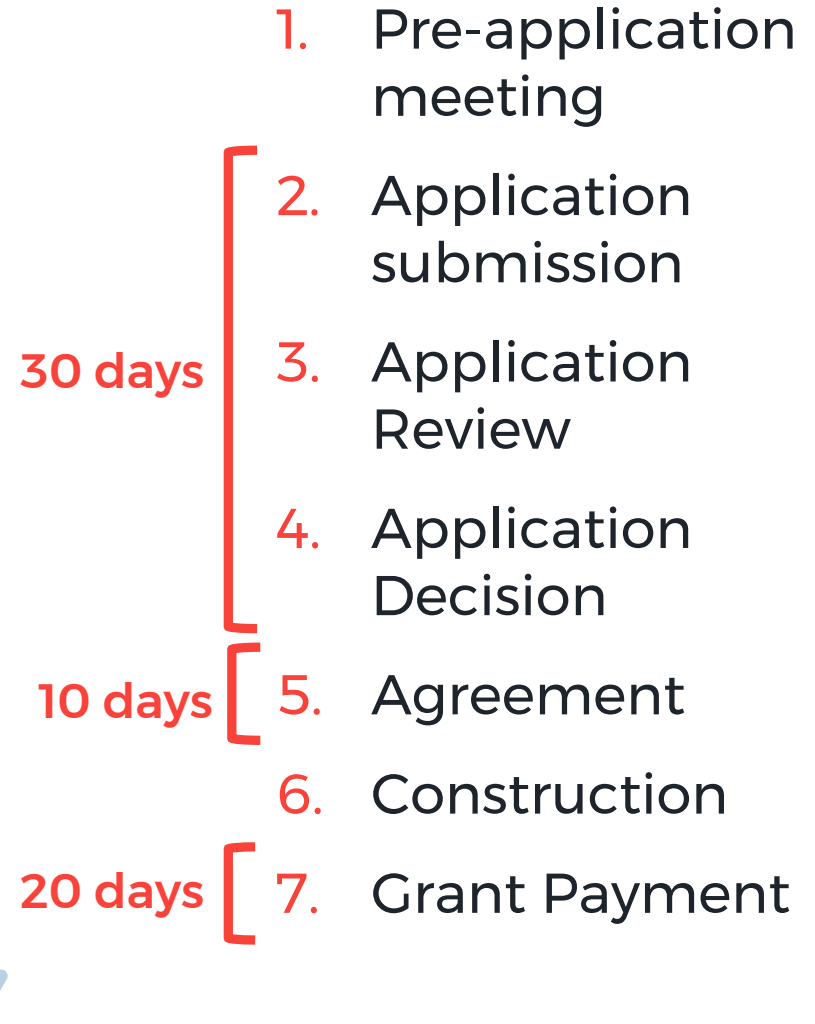 1. Pre-application
meeting
2. Application
submission
30 days
3. Application
Review
4. Application
Decision
10 days
5. Agreement
6. Construction
20 days
7. Grant Payment